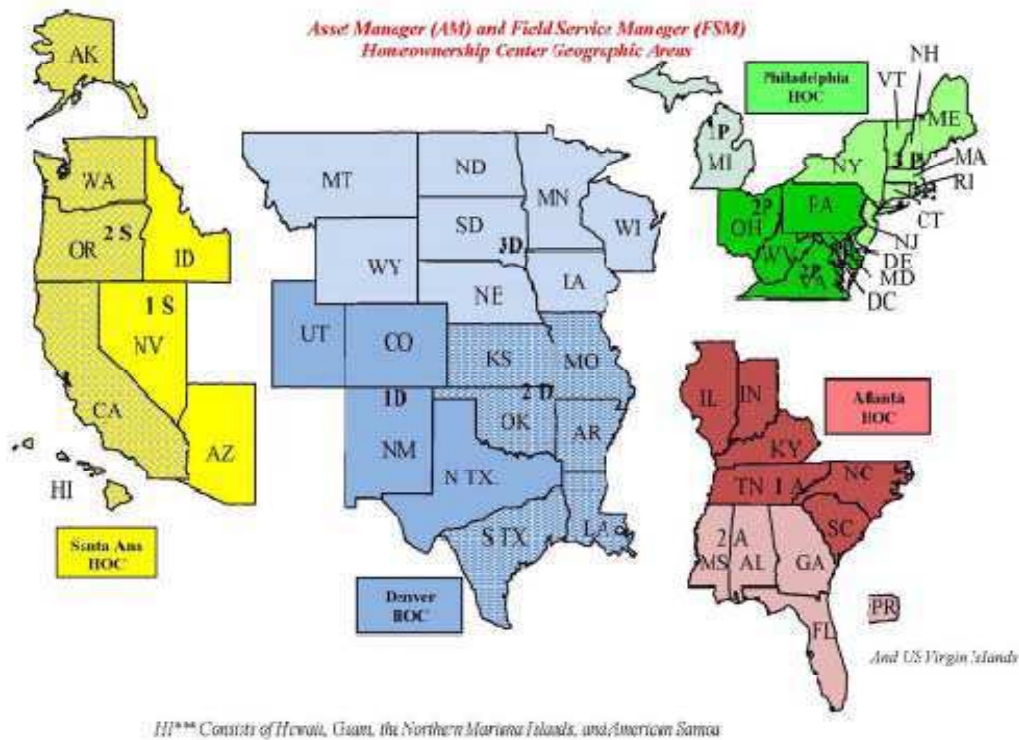 Asset Manager (AM) and Field Service Manager (FSM)
Homeownership Center Geographic Areas
AK
WA
OR
2 S
ID
1 S
NV
CA
AZ
HI
Santa Ana
HOC
MT
ND
MN
SD
3D
WI
WY
NE
IA
UT
CO
KS
MO
1D
2 D
OK
AR
NM
N TX
S TX
LA
Denver
HOC
Philadelphia
HOC
NH
VT
ME
1P
MI
NY
3 P
MA
RI
CT
2P
OH
PA
WV
NJ
DE
MD
DC
2P
VA
Atlanta
HOC
IL
IN
KY
NC
TN 1 A
SC
2 A
MS
AL
GA
PR
FL
And US Virgin Islands
HI*** Consists of Hawaii, Guam, the Northern Mariana Islands, and American Samoa